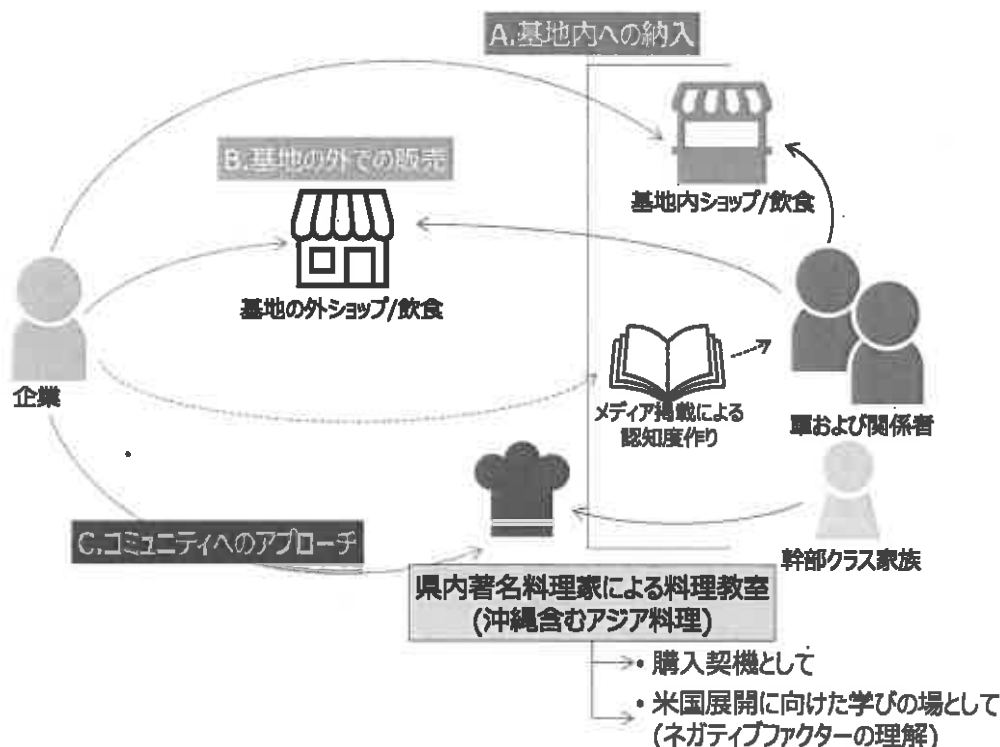 A.基地内への納入
基地内ショップ/飲食
B.基地の外での販売
基地の外ショップ/飲食
企業
メディア掲載による
認知度作り
軍および関係者
C.コミュニティへのアプローチ
幹部クラス家族
県内著名料理家による料理教室
(沖縄含むアジア料理)
・購入契機として
・米国展開に向けた学びの場として
(ネガティブファクターの理解)